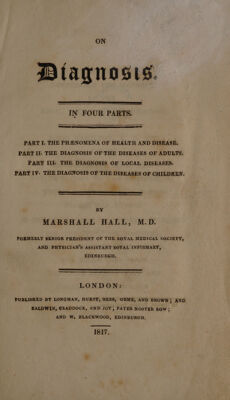 ON
Diagnosis.
IN FOUR PARTS.
PART I. THE PHÆNOMENA OF HEALTH AND DISEASE.
PART II. THE DIAGNOSIS OF THE DISEASES OF ADULTS.
PART III. THE DIAGNOSIS OF LOCAL DISEASES.
PART IV. THE DIAGNOSIS OF THE DISEASES OF CHILDREN.
BY
MARSHALL HALL, M.D.
FORMERLY SENIOR PRESIDENT OF THE ROYAL MEDICAL SOCIETY,
AND PHYSICIAN'S ASSISTANT ROYAL INFIRMARY,
EDINBURGH.
LONDON:
PUBLISHED BY LONGMAN, HURST, REES, ORME, AND BROWN; AND
BALDWIN, CRADDOCK, AND JOY; PATER NOSTER ROW;
AND W. BLACKWOOD, EDINBURGH.
1817.